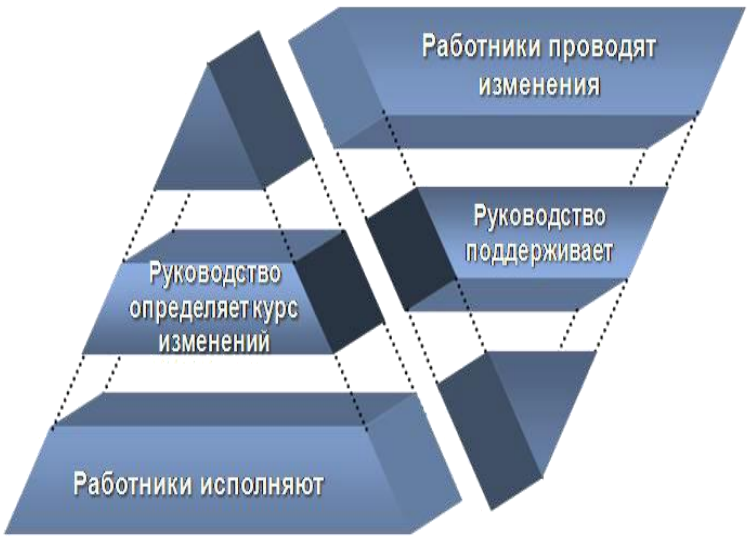 Работники проводят
изменения
Руководство
поддерживает
Руководство
определяет курс
изменений
Работники исполняют